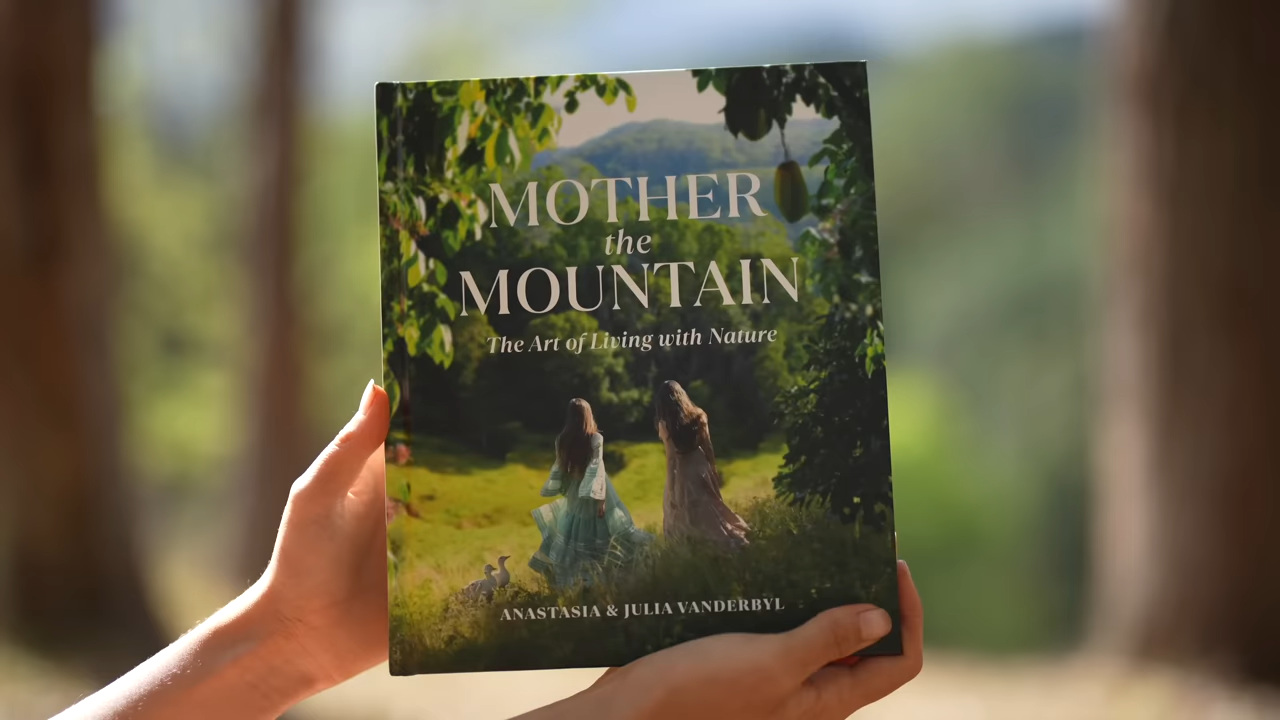 MOTHER
the
MOUNTAIN
The Art of Living with Nature
ANASTASIA & JULIA VANDERBYL